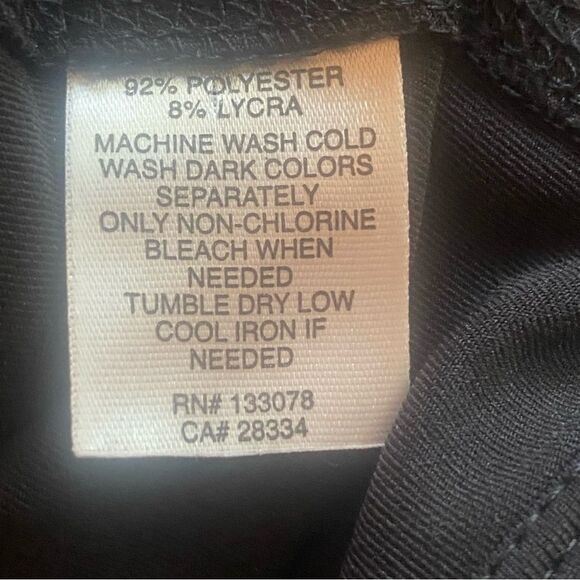 92% POLYESTER
8% LYCRA
MACHINE WASH COLD
WASH DARK COLORS
SEPARATELY
ONLY NON-CHLORINE
BLEACH WHEN
NEEDED
TUMBLE DRY LOW
COOL IRON IF
NEEDED
RN# 133078
CA# 28334